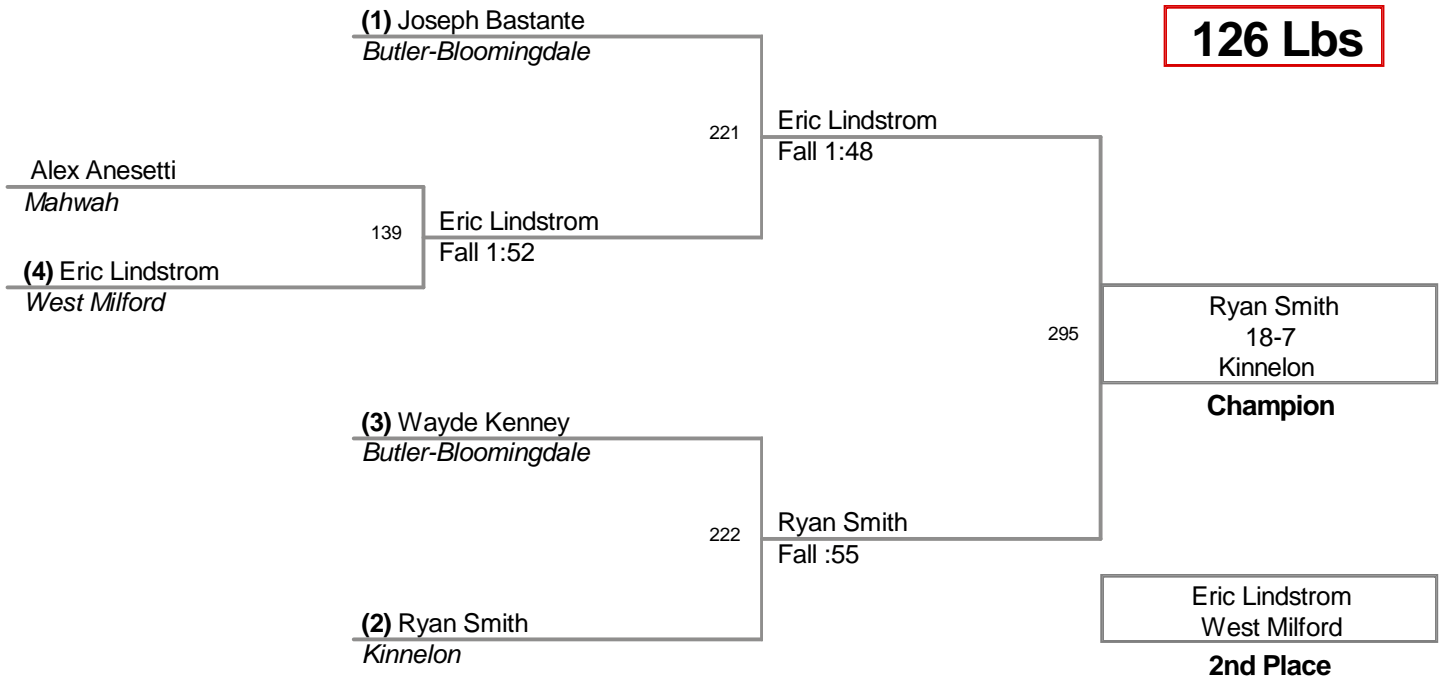 (1) Joseph Bastante
Butler-Bloomingdale
126 Lbs
221
Eric Lindstrom
Fall 1:48
Alex Anesetti
Mahwah
139
Eric Lindstrom
Fall 1:52
(4) Eric Lindstrom
West Milford
295
Ryan Smith
18-7
Kinnelon
Champion
(3) Wayde Kenney
Butler-Bloomingdale
222
Ryan Smith
Fall :55
(2) Ryan Smith
Kinnelon
Eric Lindstrom
West Milford
2nd Place